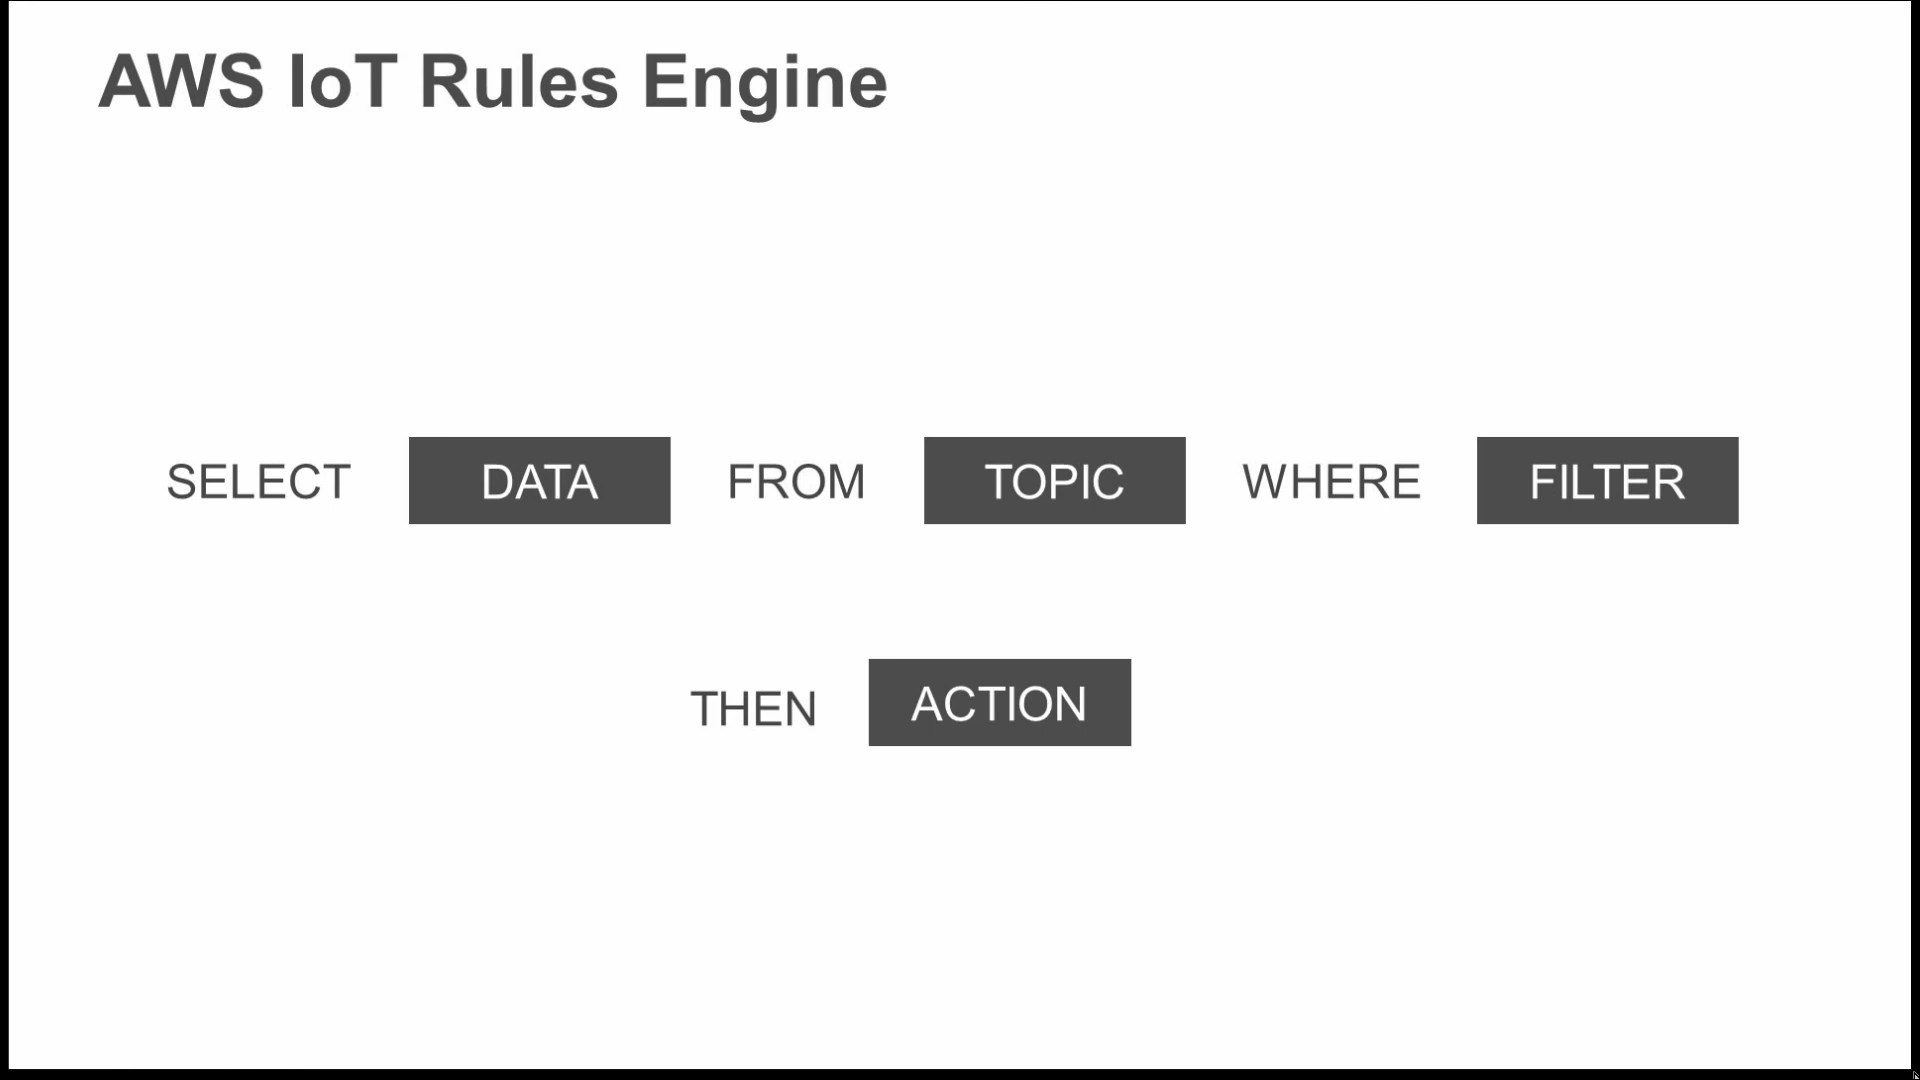 AWS IoT Rules Engine
SELECT DATA FROM TOPIC WHERE FILTER
THEN ACTION